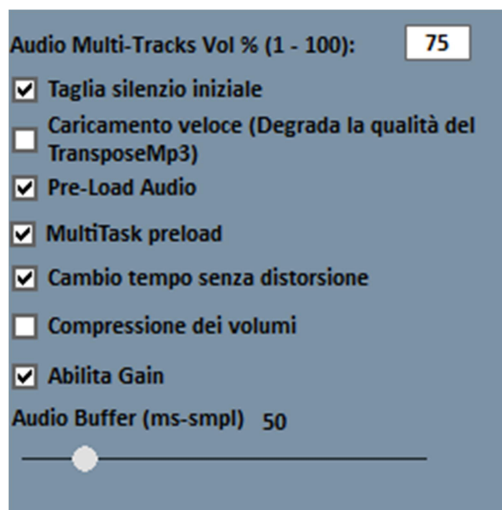 Audio Multi-Tracks Vol % (1 - 100): 75
Taglia silenzio iniziale
Caricamento veloce (Degrada la qualità del
TransposeMp3)
Pre-Load Audio
MultiTask preload
Cambio tempo senza distorsione
Compressione dei volumi
Abilita Gain
Audio Buffer (ms-smpl) 50